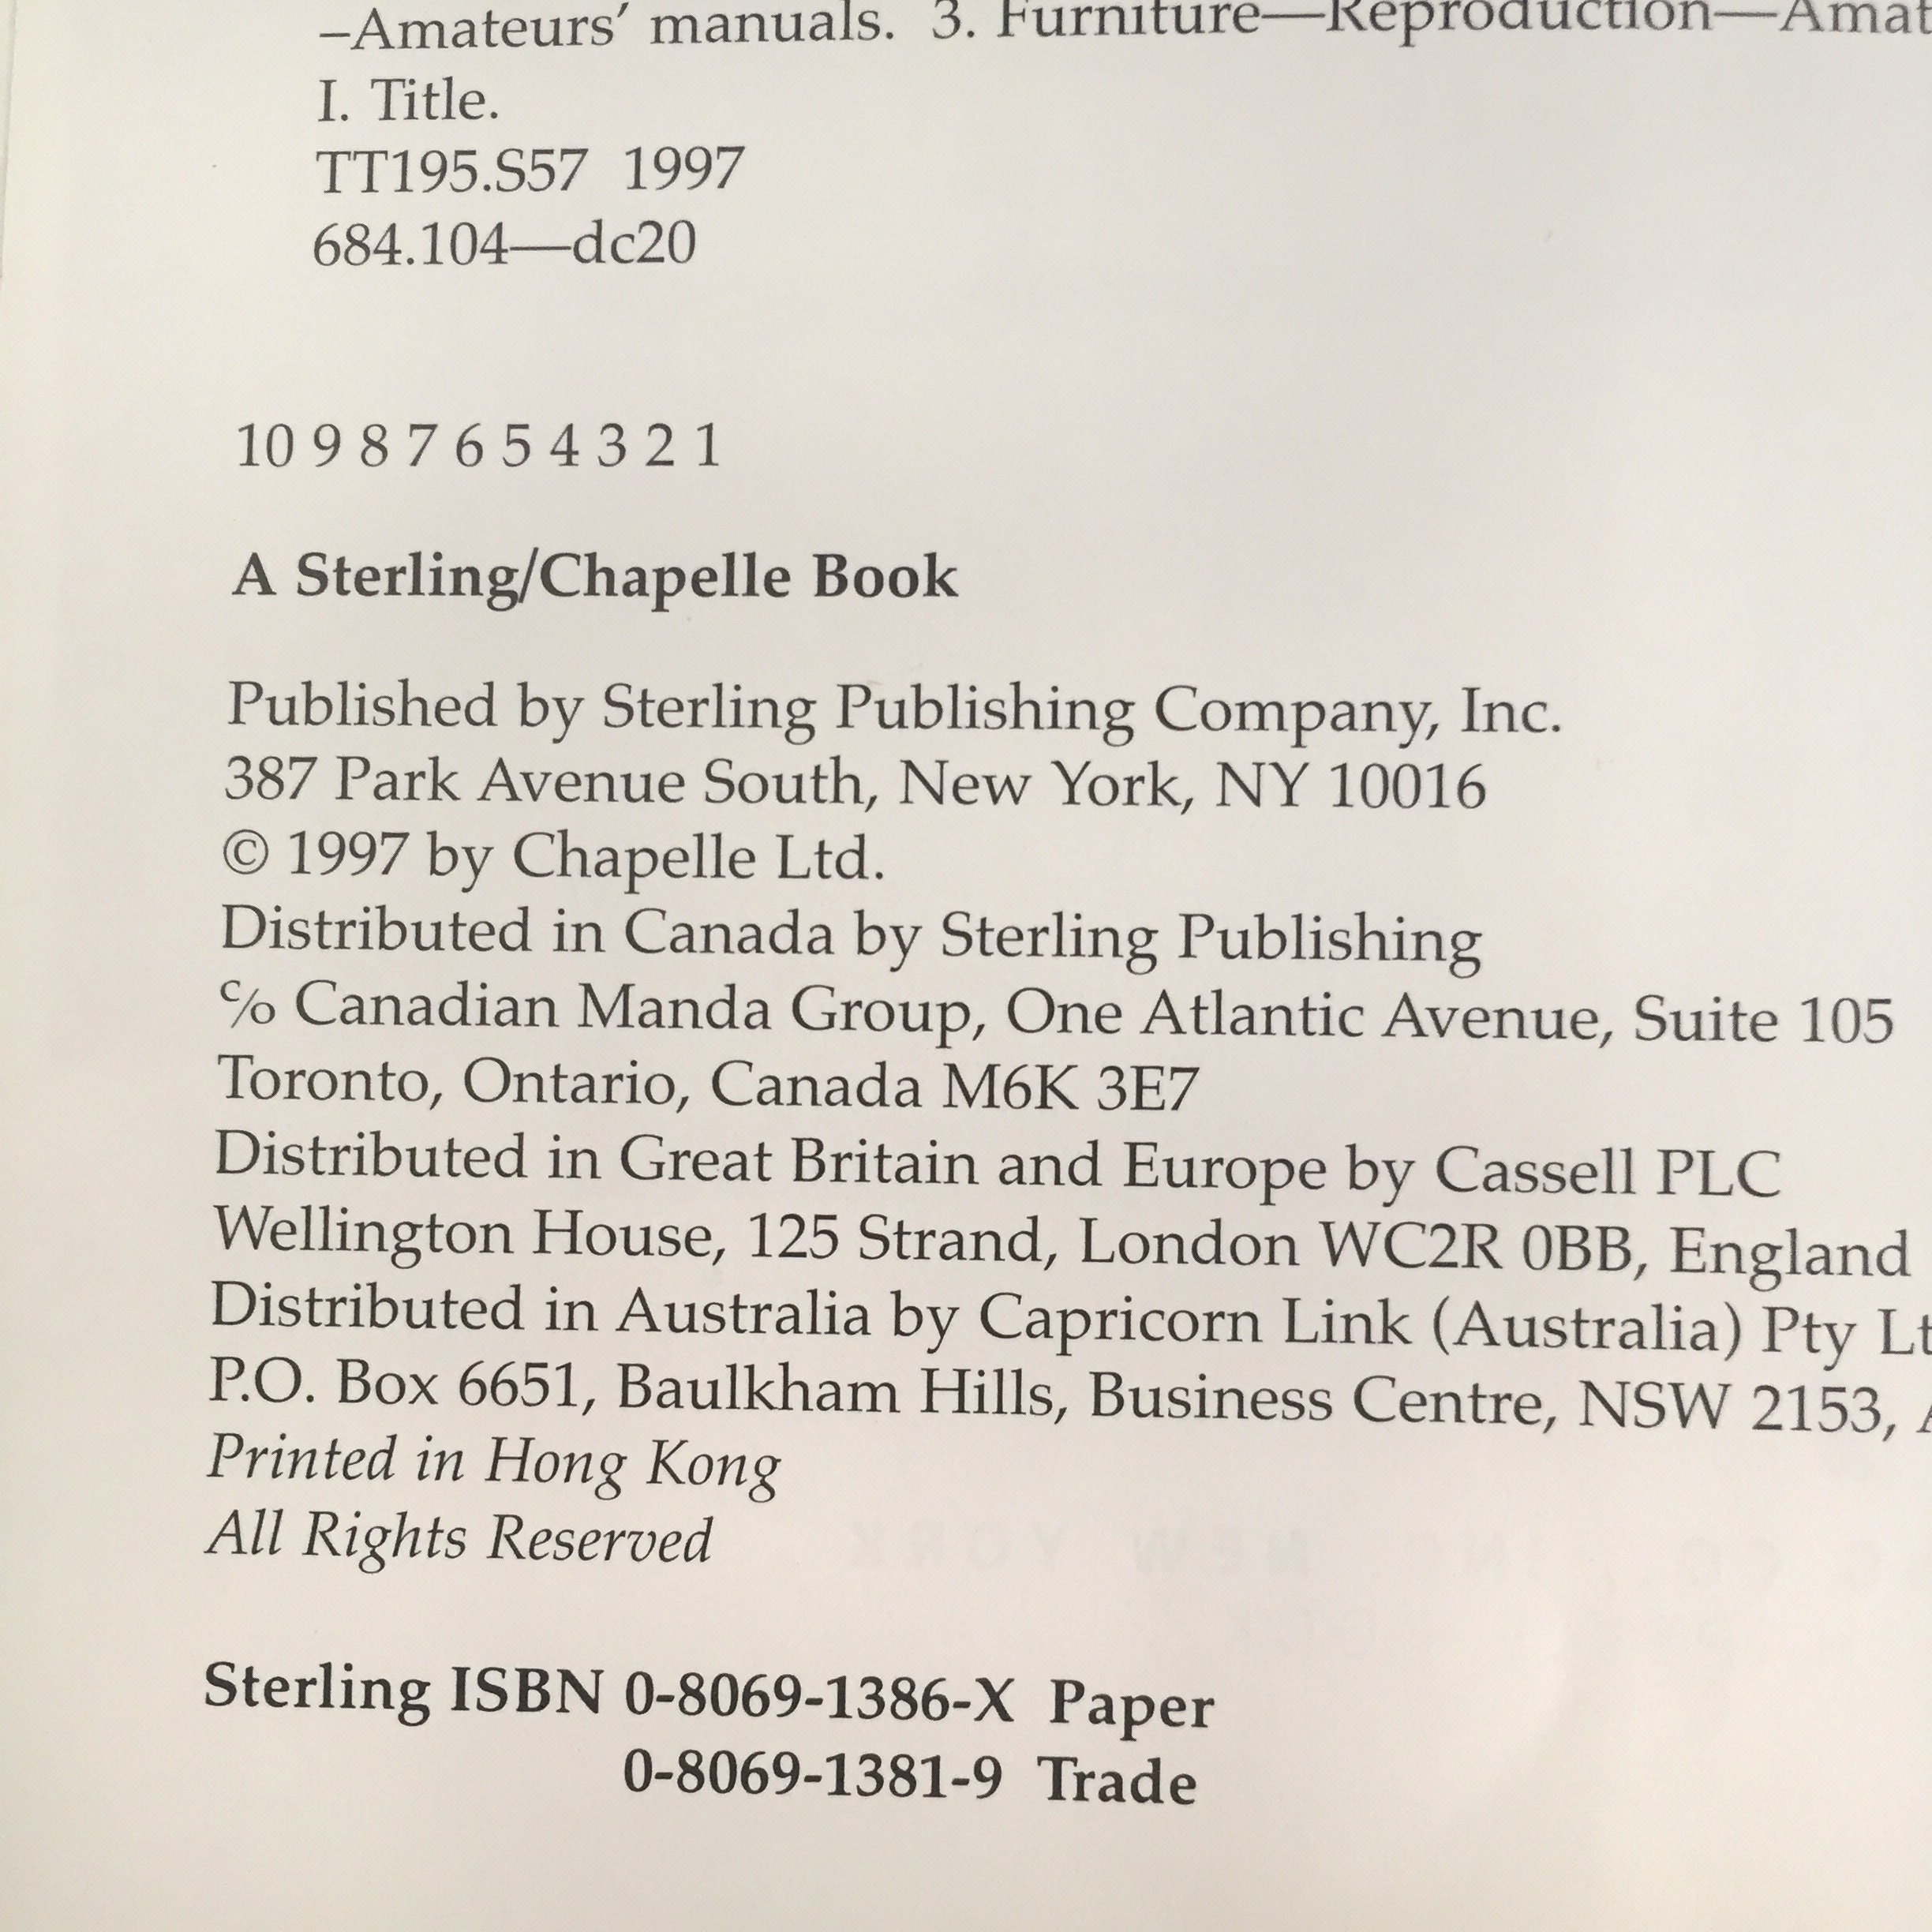 –Amateurs' manuals.  3. Furniture—Reproduction—Amat
I. Title.
TT195.S57  1997
684.104—dc20
10 9 8 7 6 5 4 3 2 1
A Sterling/Chapelle Book
Published by Sterling Publishing Company, Inc.
387 Park Avenue South, New York, NY 10016
© 1997 by Chapelle Ltd.
Distributed in Canada by Sterling Publishing
℅ Canadian Manda Group, One Atlantic Avenue, Suite 105
Toronto, Ontario, Canada M6K 3E7
Distributed in Great Britain and Europe by Cassell PLC
Wellington House, 125 Strand, London WC2R 0BB, England
Distributed in Australia by Capricorn Link (Australia) Pty Lt
P.O. Box 6651, Baulkham Hills, Business Centre, NSW 2153, A
Printed in Hong Kong
All Rights Reserved
Sterling ISBN 0-8069-1386-X  Paper
0-8069-1381-9  Trade